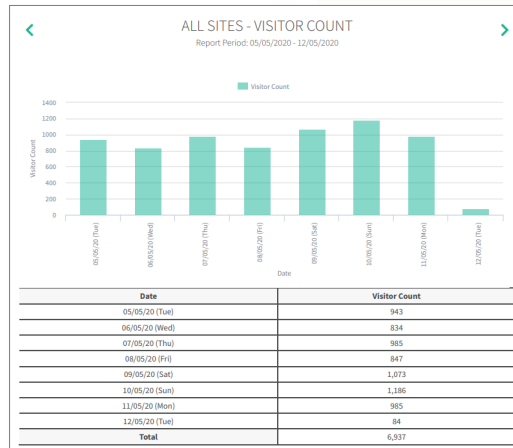 ALL SITES - VISITOR COUNT
Report Period: 05/05/2020 - 12/05/2020
Visitor Count
1400
1200
1000
800
600
400
200
0
Visitor Count
05/05/20 (Tue)
06/05/20 (Wed)
07/05/20 (Thu)
08/05/20 (Fri)
09/05/20 (Sat)
10/05/20 (Sun)
11/05/20 (Mon)
12/05/20 (Tue)
Date
Date Visitor Count
05/05/20 (Tue) 943
06/05/20 (Wed) 834
07/05/20 (Thu) 985
08/05/20 (Fri) 847
09/05/20 (Sat) 1,073
10/05/20 (Sun) 1,186
11/05/20 (Mon) 985
12/05/20 (Tue) 84
Total 6,937